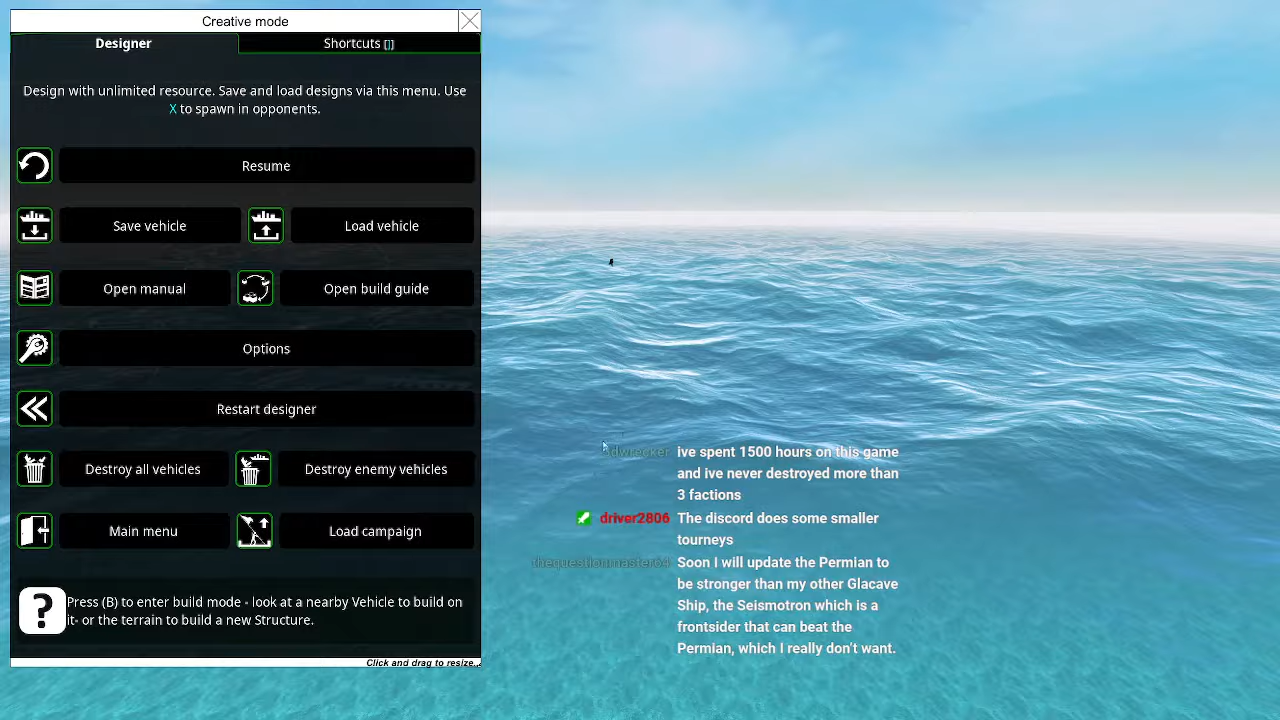 Creative mode
Designer
Shortcuts []]
Design with unlimited resource. Save and load designs via this menu. Use
X to spawn in opponents.
Resume
Save vehicle
Load vehicle
Open manual
Open build guide
Options
Restart designer
Destroy all vehicles
Destroy enemy vehicles
Main menu
Load campaign
?
Press (B) to enter build mode - look at a nearby Vehicle to build on
it- or the terrain to build a new Structure.
Click and drag to resize..
ive spent 1500 hours on this game
and ive never destroyed more than
3 factions
driver2806 The discord does some smaller
tourneys
thequestionmaster64 Soon I will update the Permian to
be stronger than my other Glacave
Ship, the Seismotron which is a
frontsider that can beat the
Permian, which I really don't want.